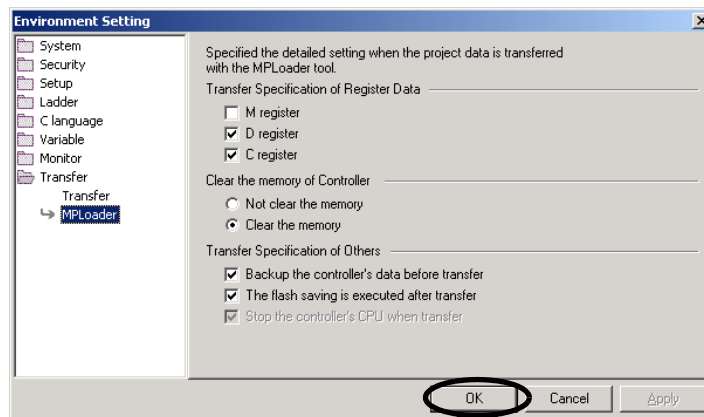 Environment Setting
System
Security
Setup
Ladder
C language
Variable
Monitor
Transfer
Transfer
MPLoader
Specified the detailed setting when the project data is transferred
with the MPLoader tool.
Transfer Specification of Register Data
M register
D register
C register
Clear the memory of Controller
Not clear the memory
Clear the memory
Transfer Specification of Others
Backup the controller's data before transfer
The flash saving is executed after transfer
Stop the controller's CPU when transfer
OK Cancel Apply